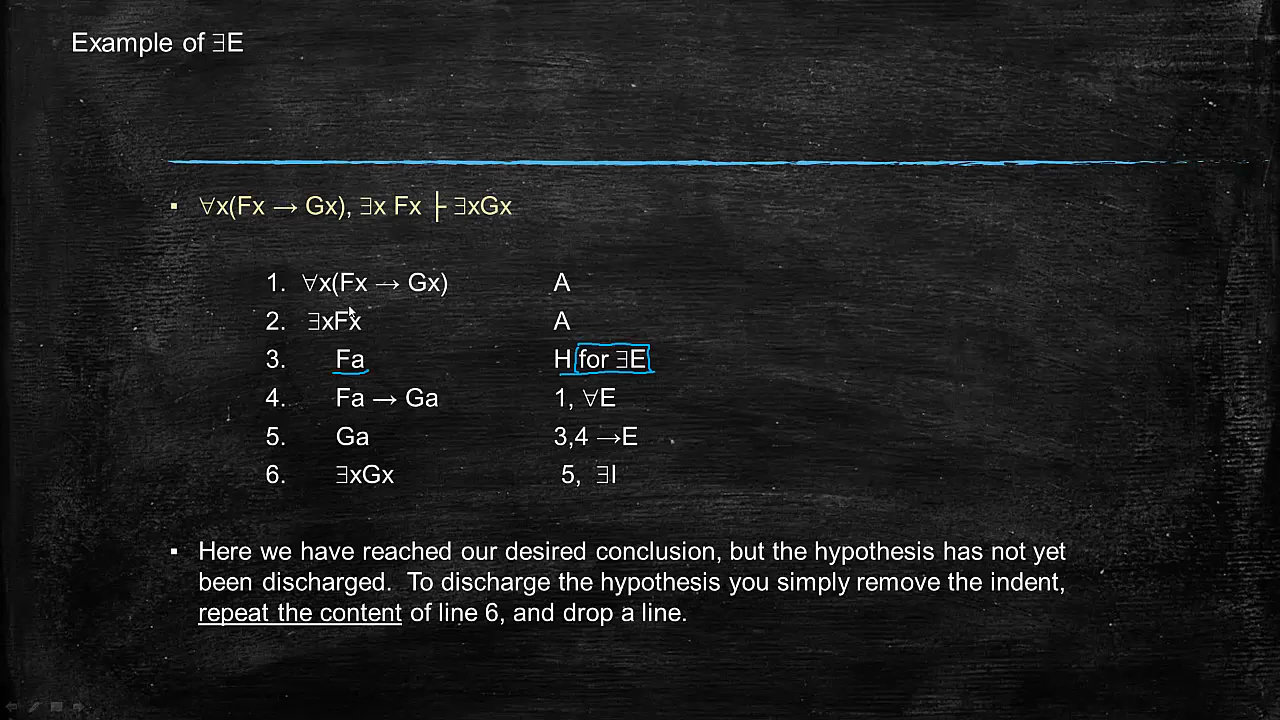 Example of ∃E
▪ ∀x(Fx → Gx), ∃x Fx ├ ∃xGx
1. ∀x(Fx → Gx) A
2. ∃xFx A
3. Fa H for ∃E
4. Fa → Ga 1, ∀E
5. Ga 3,4 →E
6. ∃xGx 5, ∃I
▪ Here we have reached our desired conclusion, but the hypothesis has not yet
been discharged. To discharge the hypothesis you simply remove the indent,
repeat the content of line 6, and drop a line.